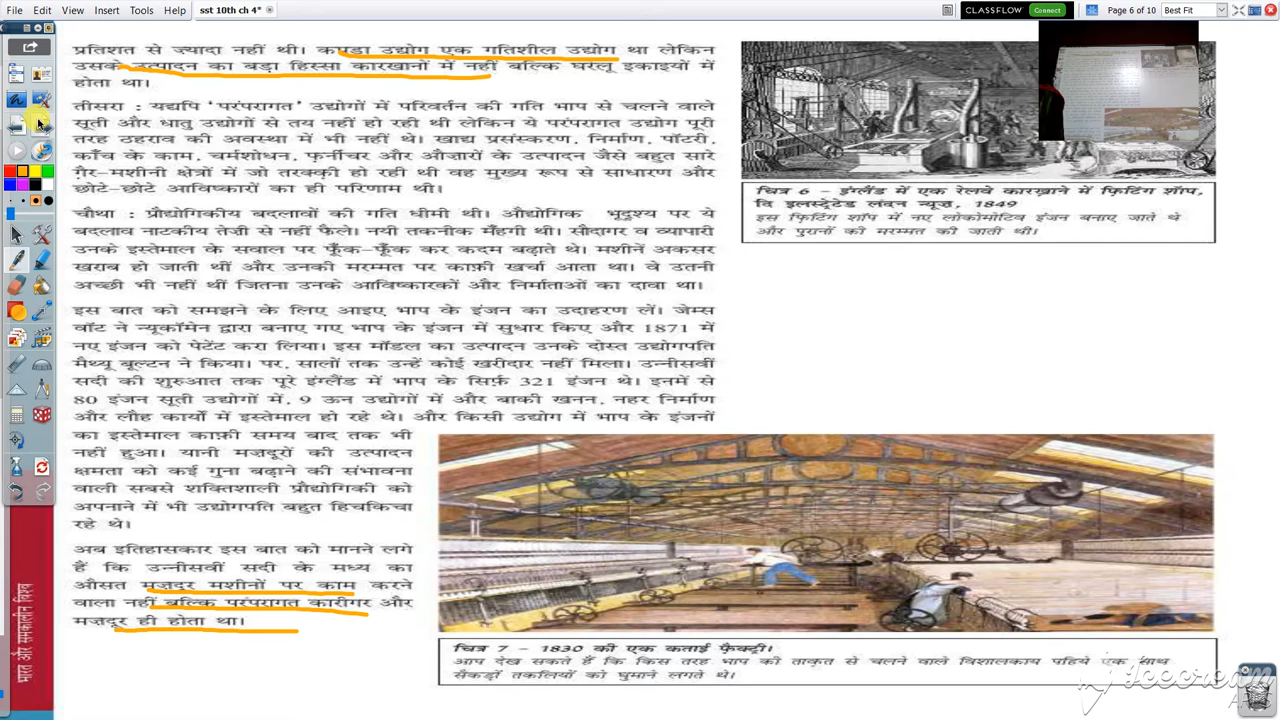 File Edit View Insert Tools Help
sst 10th ch 4*
CLASSFLOW Connect
Page 6 of 10 Best Fit
प्रतिशत से ज्यादा नहीं थी। कपड़ा उद्योग एक गतिशील उद्योग था लेकिन
उसके उत्पादन का बड़ा हिस्सा कारखानों में नहीं बल्कि घरेलू इकाइयों में
होता था।
तीसरा : यद्यपि 'परंपरागत' उद्योगों में परिवर्तन की गति भाप से चलने वाले
सूती और धातु उद्योगों से तय नहीं हो रही थी लेकिन ये परंपरागत उद्योग पूरी
तरह ठहराव की अवस्था में भी नहीं थे। खाद्य प्रसंस्करण, निर्माण, पॉटरी,
काँच के काम, चर्मशोधन, फ़र्नीचर और औज़ारों के उत्पादन जैसे बहुत सारे
ग़ैर-मशीनी क्षेत्रों में जो तरक्की हो रही थी वह मुख्य रूप से साधारण और
छोटे-छोटे आविष्कारों का ही परिणाम थी।
चौथा : प्रौद्योगिकीय बदलावों की गति धीमी थी। औद्योगिक भूदृश्य पर ये
बदलाव नाटकीय तेज़ी से नहीं फैले। नयी तकनीक मँहगी थी। सौदागर व व्यापारी
उनके इस्तेमाल के सवाल पर फूँक-फूँक कर कदम बढ़ाते थे। मशीनें अकसर
खराब हो जाती थीं और उनकी मरम्मत पर काफ़ी खर्चा आता था। वे उतनी
अच्छी भी नहीं थीं जितना उनके आविष्कारकों और निर्माताओं का दावा था।
इस बात को समझने के लिए आइए भाप के इंजन का उदाहरण लें। जेम्स
वॉट ने न्यूकॉमेन द्वारा बनाए गए भाप के इंजन में सुधार किए और 1871 में
नए इंजन को पेटेंट करा लिया। इस मॉडल का उत्पादन उनके दोस्त उद्योगपति
मैथ्यू बूल्टन ने किया। पर, सालों तक उन्हें कोई खरीदार नहीं मिला। उन्नीसवीं
सदी की शुरुआत तक पूरे इंग्लैंड में भाप के सिर्फ़ 321 इंजन थे। इनमें से
80 इंजन सूती उद्योगों में, 9 ऊन उद्योगों में और बाकी खनन, नहर निर्माण
और लौह कार्यों में इस्तेमाल हो रहे थे। और किसी उद्योग में भाप के इंजनों
का इस्तेमाल काफ़ी समय बाद तक भी
नहीं हुआ। यानी मज़दूरों की उत्पादन
क्षमता को कई गुना बढ़ाने की संभावना
वाली सबसे शक्तिशाली प्रौद्योगिकी को
अपनाने में भी उद्योगपति बहुत हिचकिचा
रहे थे।
अब इतिहासकार इस बात को मानने लगे
हैं कि उन्नीसवीं सदी के मध्य का
औसत मज़दूर मशीनों पर काम करने
वाला नहीं बल्कि परंपरागत कारीगर और
मज़दूर ही होता था।
चित्र 6 – इंग्लैंड में एक रेलवे कारख़ाने में फ़िटिंग शॉप,
दि इलस्ट्रेटेड लंदन न्यूज़, 1849
इस फ़िटिंग शॉप में नए लोकोमोटिव इंजन बनाए जाते थे
और पुरानों की मरम्मत की जाती थी।
चित्र 7 – 1830 की एक कताई फ़ैक्ट्री।
आप देख सकते हैं कि किस तरह भाप की ताक़त से चलने वाले विशालकाय पहिये एक साथ
सैकड़ों तकलियों को घुमाने लगते थे।
भारत और समकालीन विश्व